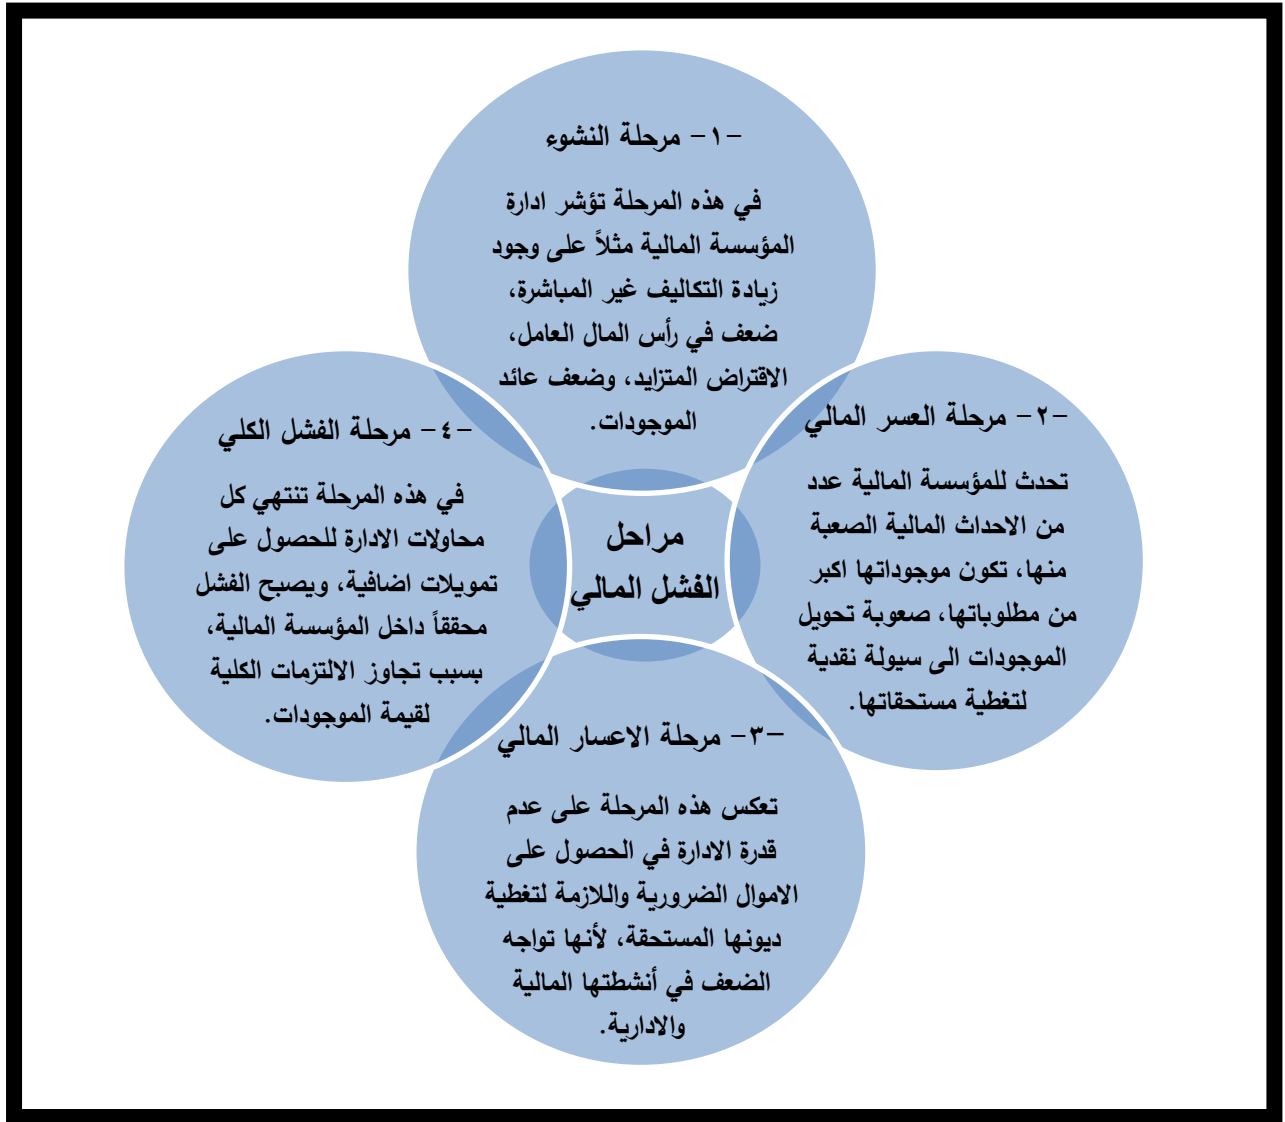 -١- مرحلة النشوء
في هذه المرحلة تؤشر ادارة
المؤسسة المالية مثلاً على وجود
زيادة التكاليف غير المباشرة،
ضعف في رأس المال العامل،
الاقتراض المتزايد، وضعف عائد
الموجودات.
-٢- مرحلة العسر المالي
تحدث للمؤسسة المالية عدد
من الاحداث المالية الصعبة
منها، تكون موجوداتها اكبر
من مطلوباتها، صعوبة تحويل
الموجودات الى سيولة نقدية
لتغطية مستحقاتها.
-٣- مرحلة الاعسار المالي
تعكس هذه المرحلة على عدم
قدرة الادارة في الحصول على
الاموال الضرورية واللازمة لتغطية
ديونها المستحقة، لأنها تواجه
الضعف في أنشطتها المالية
والادارية.
-٤- مرحلة الفشل الكلي
في هذه المرحلة تنتهي كل
محاولات الادارة للحصول على
تمويلات اضافية، ويصبح الفشل
محققاً داخل المؤسسة المالية،
بسبب تجاوز الالتزمات الكلية
لقيمة الموجودات.
مراحل
الفشل المالي